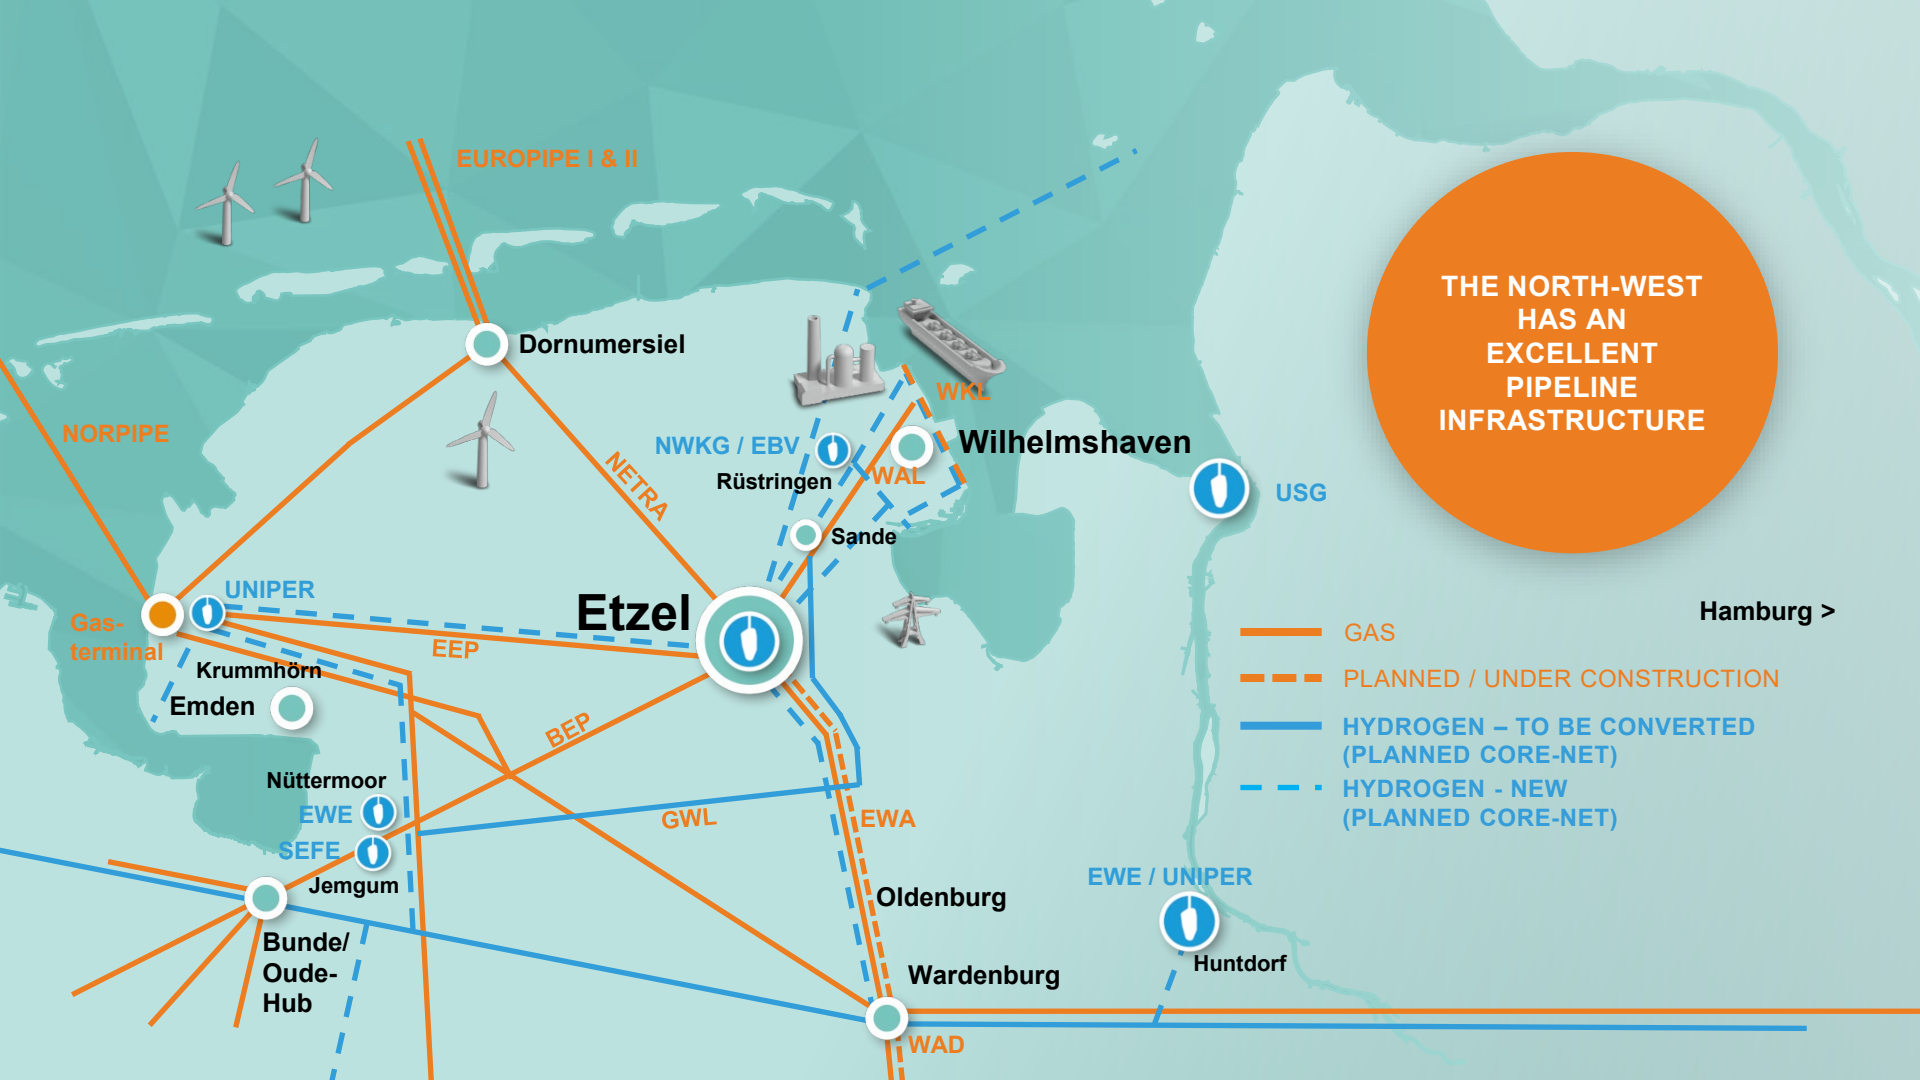 EUROPIPE I & II
Dornumersiel
NORPIPE
NETRA
NWKG / EBV
Rüstringen
WKL
Wilhelmshaven
WAL
Sande
USG
THE NORTH-WEST
HAS AN
EXCELLENT
PIPELINE
INFRASTRUCTURE
Hamburg >
UNIPER
Gas-
terminal
Etzel
EEP
Krummhörn
Emden
BEP
Nüttermoor
EWE
SEFE
Jemgum
GWL
EWA
Bunde/
Oude-
Hub
Oldenburg
Wardenburg
WAD
EWE / UNIPER
Huntdorf
GAS
PLANNED / UNDER CONSTRUCTION
HYDROGEN – TO BE CONVERTED
(PLANNED CORE-NET)
HYDROGEN - NEW
(PLANNED CORE-NET)